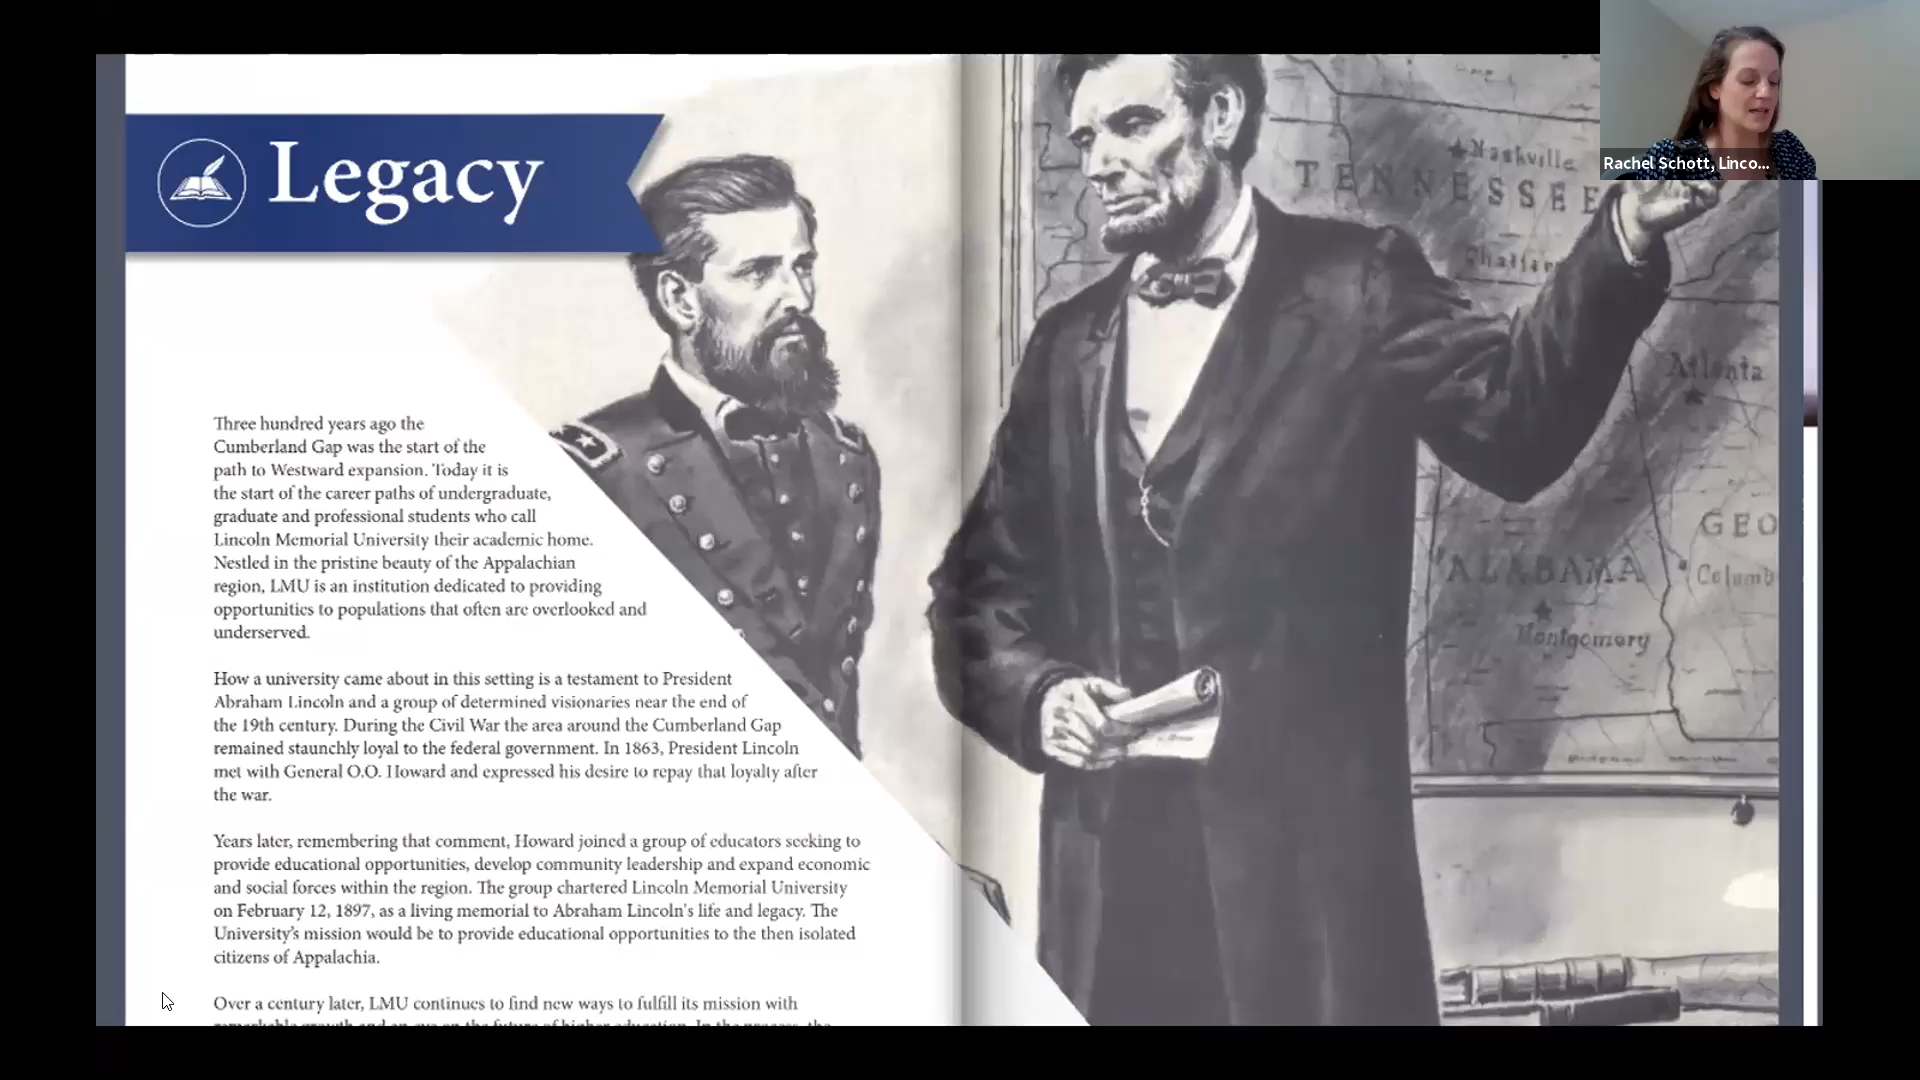 Legacy
Three hundred years ago the
Cumberland Gap was the start of the
path to Westward expansion. Today it is
the start of the career paths of undergraduate,
graduate and professional students who call
Lincoln Memorial University their academic home.
Nestled in the pristine beauty of the Appalachian
region, LMU is an institution dedicated to providing
opportunities to populations that often are overlooked and
underserved.
How a university came about in this setting is a testament to President
Abraham Lincoln and a group of determined visionaries near the end of
the 19th century. During the Civil War the area around the Cumberland Gap
remained staunchly loyal to the federal government. In 1863, President Lincoln
met with General O.O. Howard and expressed his desire to repay that loyalty after
the war.
Years later, remembering that comment, Howard joined a group of educators seeking to
provide educational opportunities, develop community leadership and expand economic
and social forces within the region. The group chartered Lincoln Memorial University
on February 12, 1897, as a living memorial to Abraham Lincoln's life and legacy. The
University's mission would be to provide educational opportunities to the then isolated
citizens of Appalachia.
Over a century later, LMU continues to find new ways to fulfill its mission with
Nashville
TENNESSEE
Atlanta
GEO
ALABAMA
Columb
Montgomery
Rachel Schott, Linco...